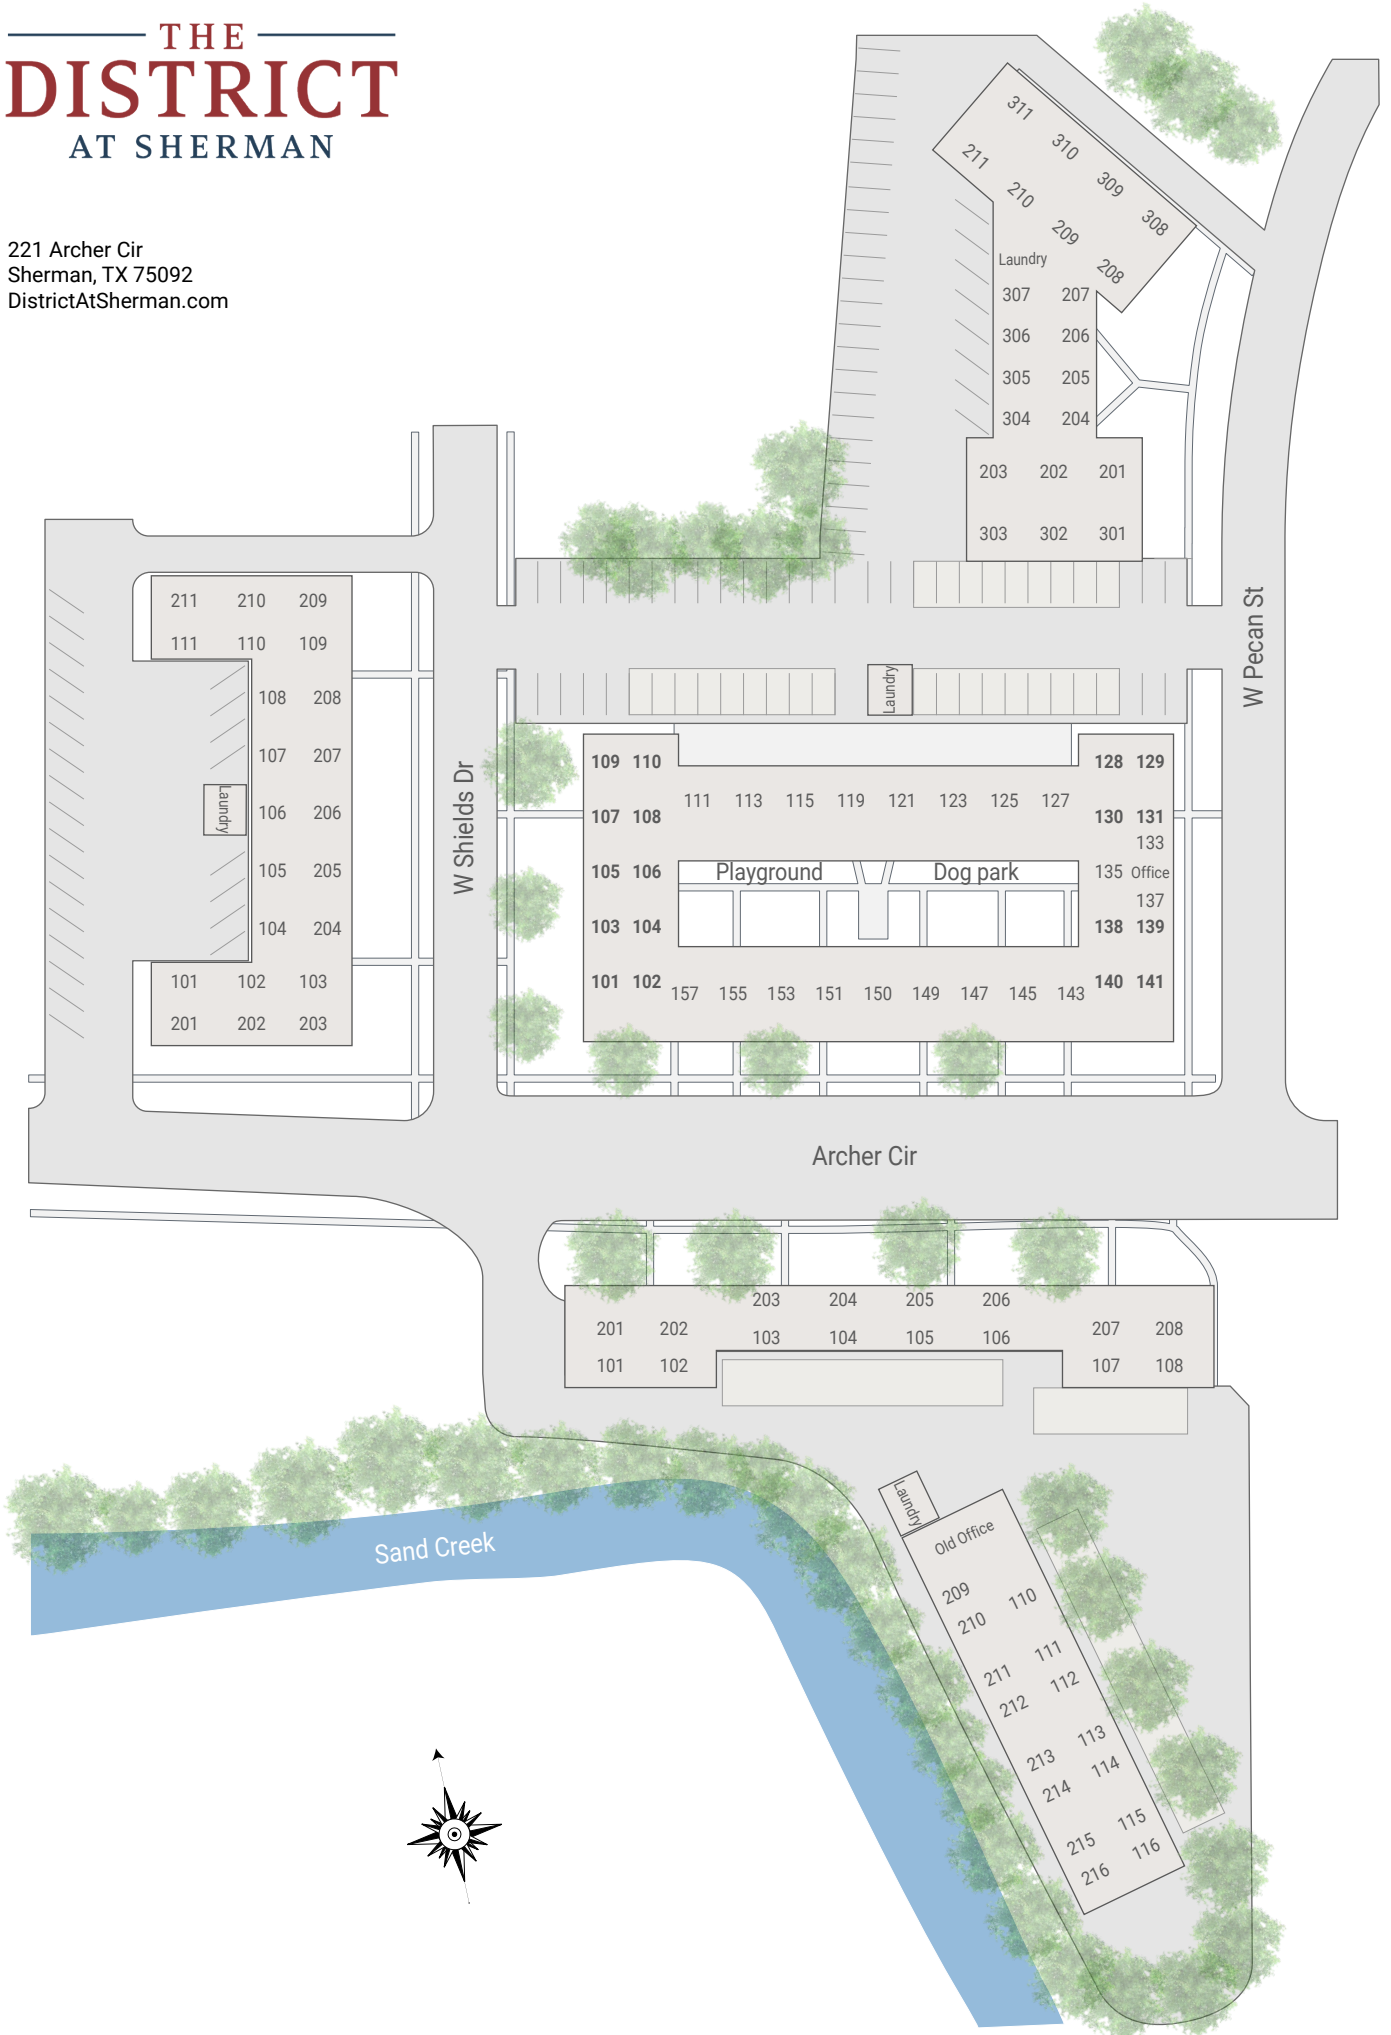 THE
DISTRICT
AT SHERMAN
221 Archer Cir
Sherman, TX 75092
DistrictAtSherman.com
311
310
309
308
211
210
209
208
Laundry
307 207
306 206
305 205
304 204
203 202 201
303 302 301
W Pecan St
211 210 209
111 110 109
108 208
107 207
106 206
105 205
104 204
101 102 103
201 202 203
Laundry
W Shields Dr
Laundry
109 110
107 108
105 106
103 104
101 102
111 113 115 119 121 123 125 127
128 129
130 131
133
135 Office
137
138 139
140 141
Playground
Dog park
157 155 153 151 150 149 147 145 143
Archer Cir
203 204 205 206
201 202
207 208
103 104 105 106
101 102
107 108
Laundry
Old Office
209
210
110
211
212
111
112
213
214
113
114
215
216
115
116
Sand Creek